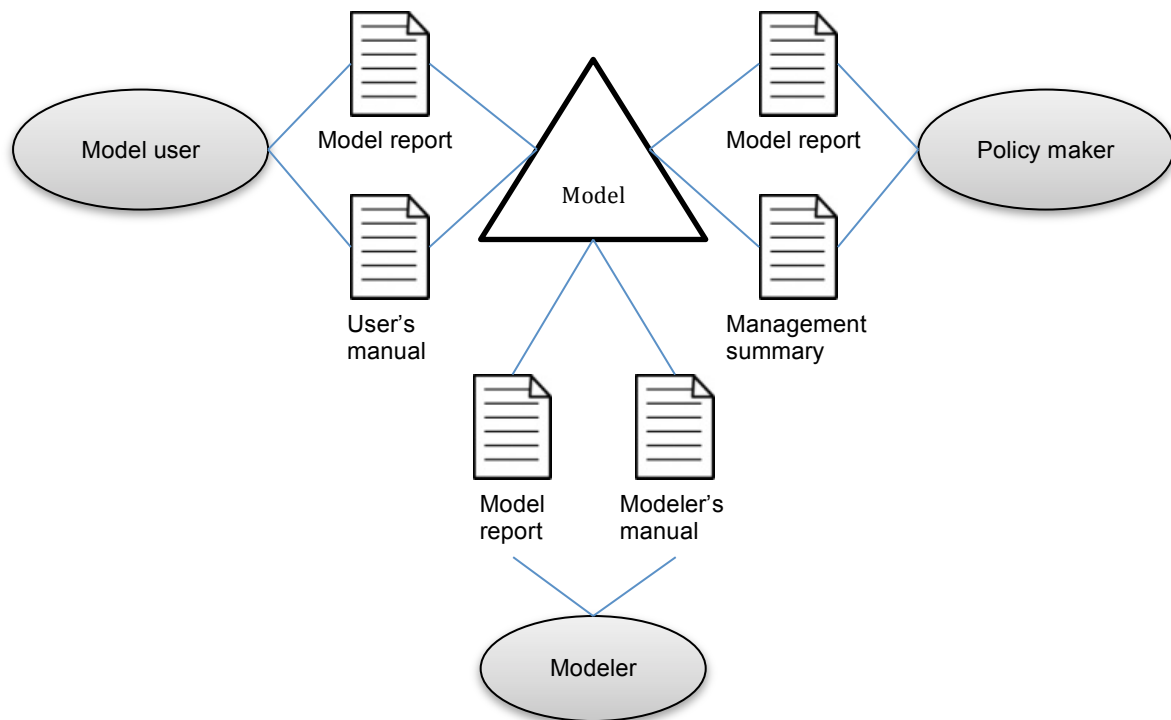 Model user
Model report
Model report
Policy maker
Model
User’s
manual
Management
summary
Model
report
Modeler’s
manual
Modeler